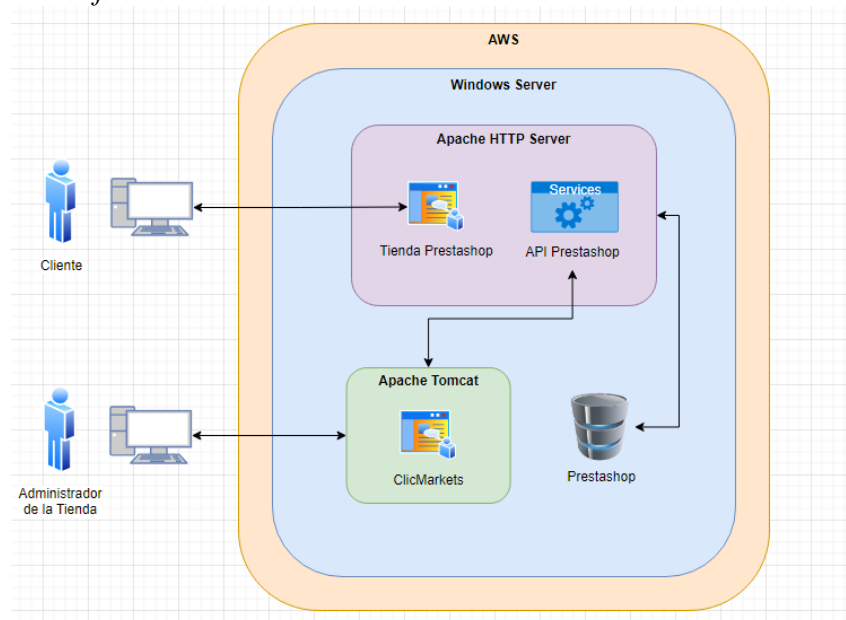 AWS
Windows Server
Apache HTTP Server
Services
Tienda Prestashop
API Prestashop
Cliente
Apache Tomcat
ClicMarkets
Prestashop
Administrador
de la Tienda